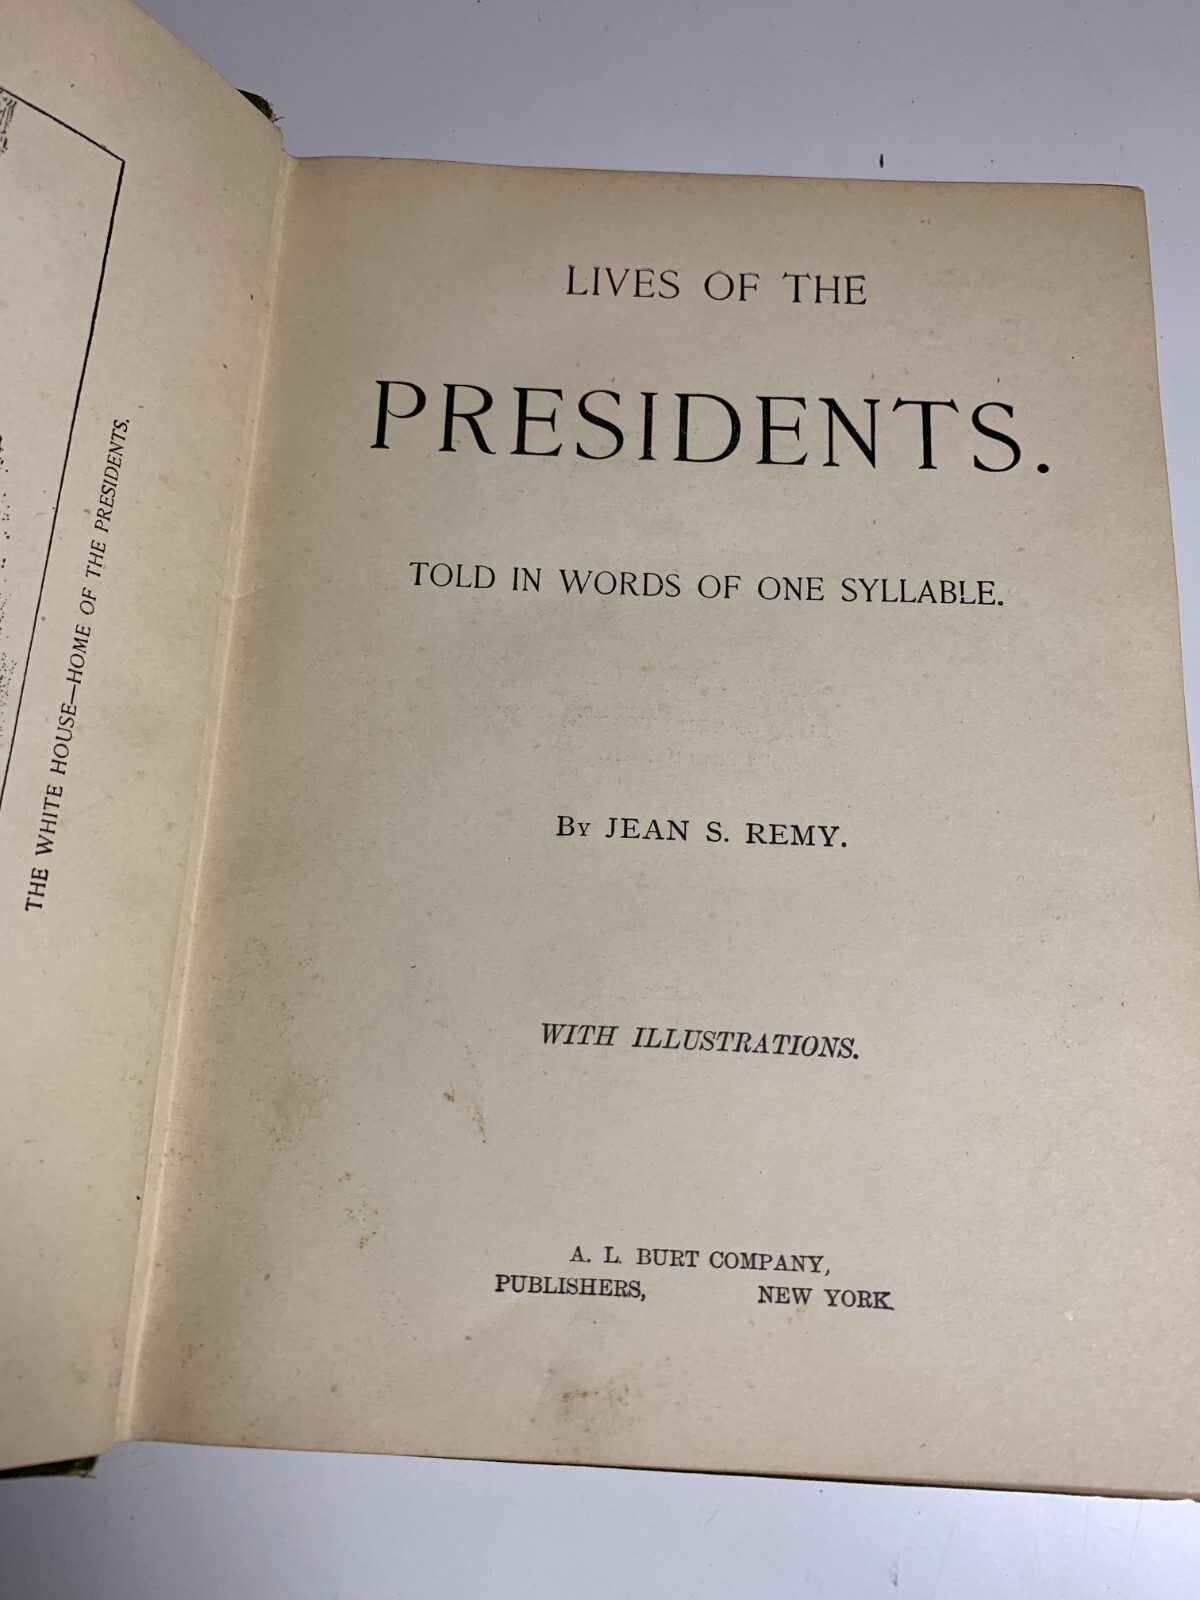 THE WHITE HOUSE—HOME OF THE PRESIDENTS.
LIVES OF THE
PRESIDENTS.
TOLD IN WORDS OF ONE SYLLABLE.
By JEAN S. REMY.
WITH ILLUSTRATIONS.
A. L. BURT COMPANY,
PUBLISHERS, NEW YORK.